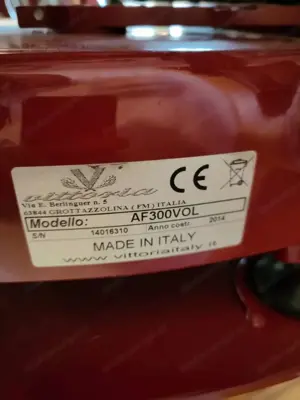 V
vittoria
Via E. Berlinguer n. 5
63844 GROTTAZZOLINA ( FM ) ITALIA
CE
Modello: AF300VOL
S/N 14016310 Anno costr. 2014
MADE IN ITALY
www.vittoriaitaly.it